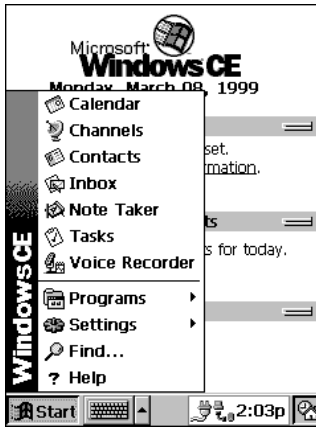 Microsoft
Windows CE
Monday, March 08, 1999
set.
mation.
ts
s for today.
Calendar
Channels
Contacts
Inbox
Note Taker
Tasks
Voice Recorder
Programs
Settings
Find...
? Help
Windows CE
Start
2:03p